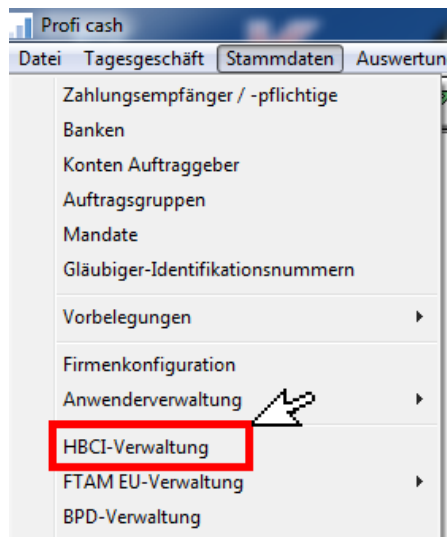 Profi cash
Datei Tagesgeschäft Stammdaten Auswertun
Zahlungsempfänger / -pflichtige
Banken
Konten Auftraggeber
Auftragsgruppen
Mandate
Gläubiger-Identifikationsnummern
Vorbelegungen
Firmenkonfiguration
Anwenderverwaltung
HBCI-Verwaltung
FTAM EU-Verwaltung
BPD-Verwaltung